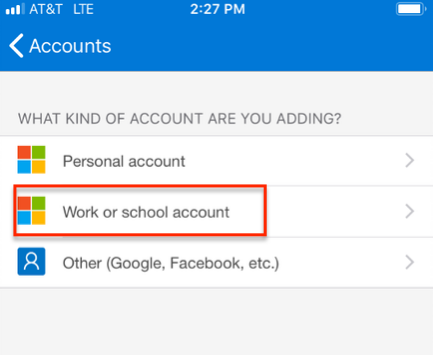 AT&T LTE 2:27 PM
Accounts
WHAT KIND OF ACCOUNT ARE YOU ADDING?
Personal account
Work or school account
Other (Google, Facebook, etc.)